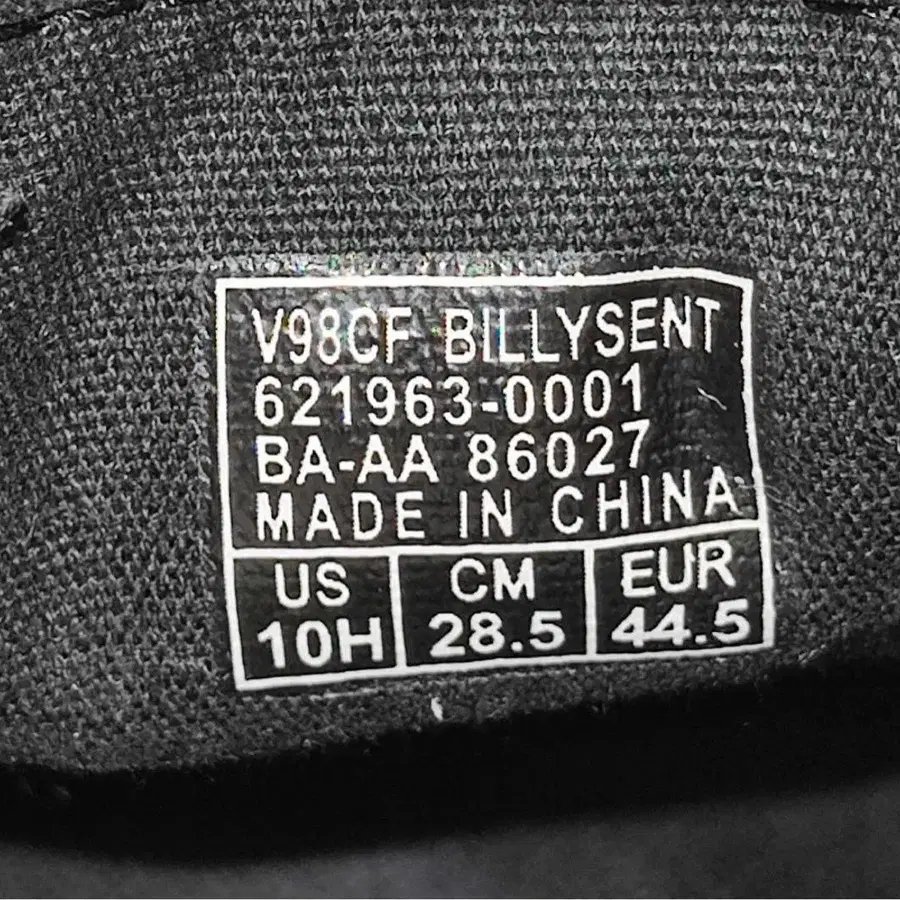 V98CF BILLYSENT
621963-0001
BA-AA 86027
MADE IN CHINA
US CM EUR
10H 28.5 44.5